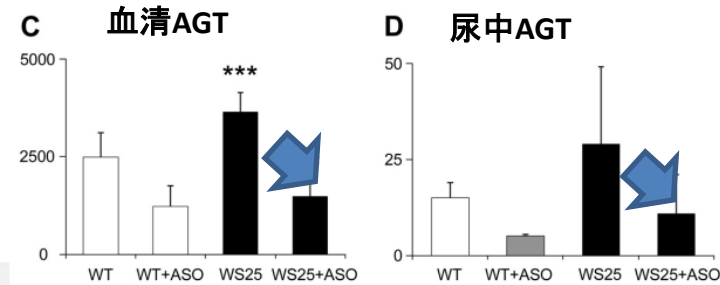 C 血清AGT
5000
2500
0
***
WT WT+ASO WS25 WS25+ASO
D 尿中AGT
50
25
0
WT WT+ASO WS25 WS25+ASO